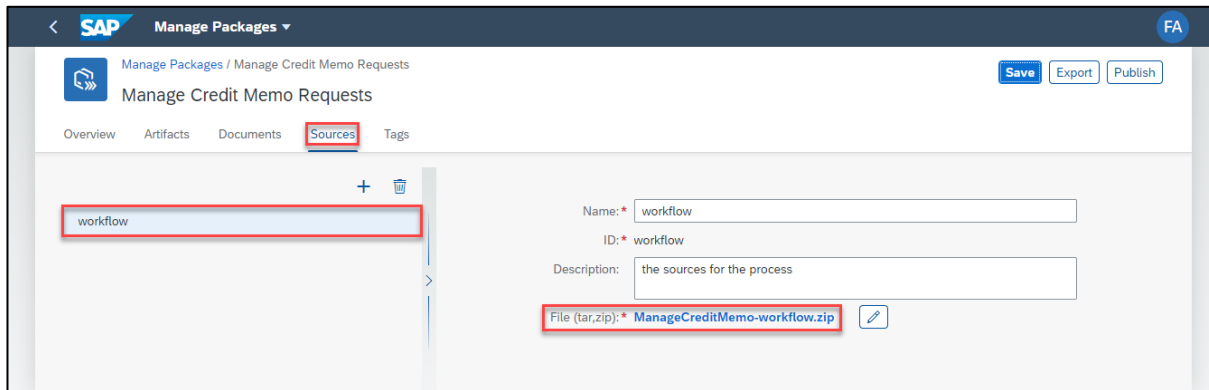 SAP Manage Packages FA
Manage Packages / Manage Credit Memo Requests
Manage Credit Memo Requests
Save Export Publish
Overview Artifacts Documents Sources Tags
workflow
Name:* workflow
ID:* workflow
Description: the sources for the process
File (tar,zip):* ManageCreditMemo-workflow.zip